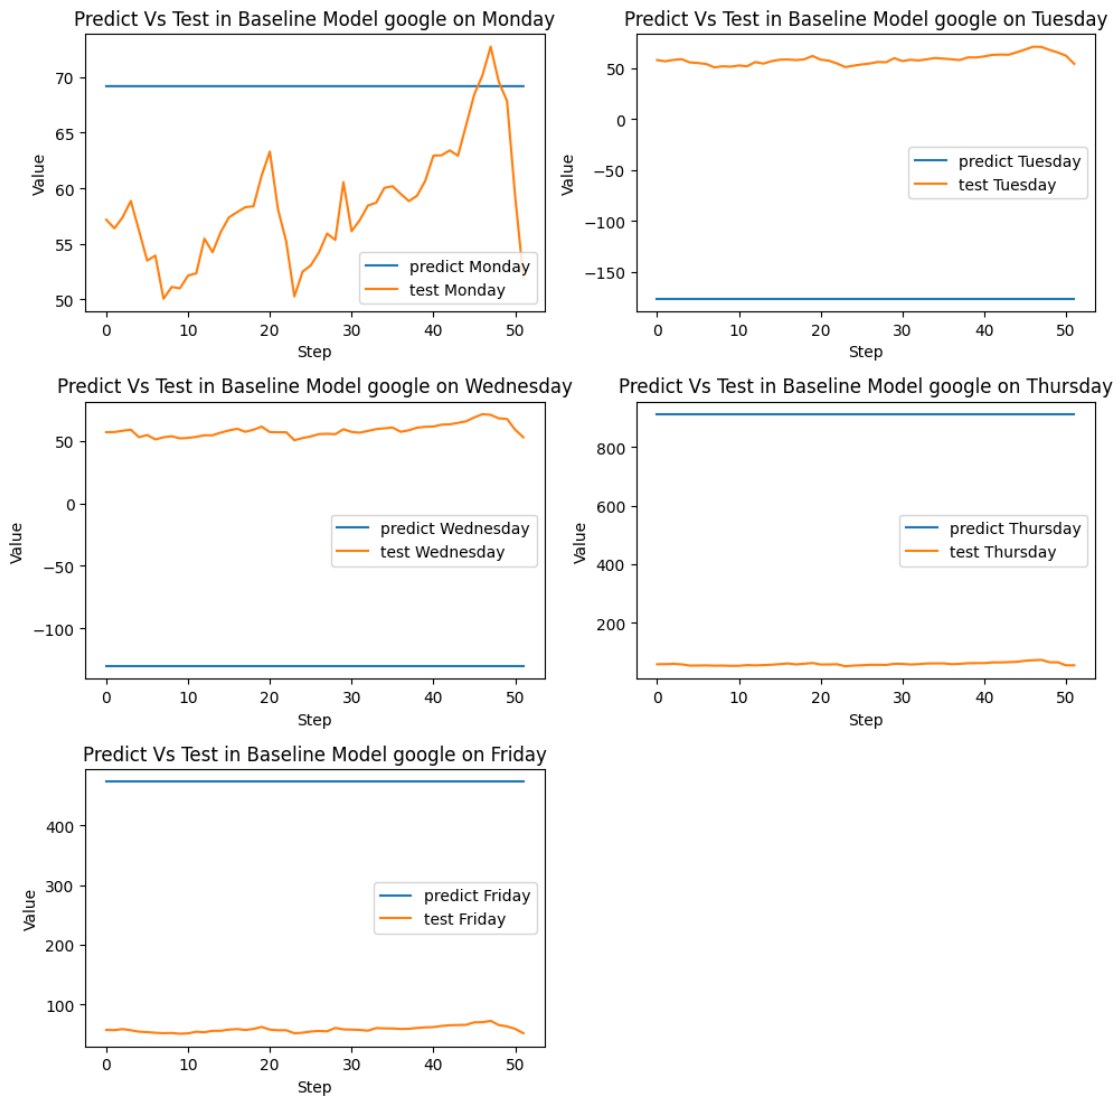 Predict Vs Test in Baseline Model google on Monday
70
65
60
55
50
Value
predict Monday
test Monday
0 10 20 30 40 50
Step
Predict Vs Test in Baseline Model google on Tuesday
50
0
−50
−100
−150
Value
predict Tuesday
test Tuesday
0 10 20 30 40 50
Step
Predict Vs Test in Baseline Model google on Wednesday
50
0
−50
−100
Value
predict Wednesday
test Wednesday
0 10 20 30 40 50
Step
Predict Vs Test in Baseline Model google on Thursday
800
600
400
200
Value
predict Thursday
test Thursday
0 10 20 30 40 50
Step
Predict Vs Test in Baseline Model google on Friday
400
300
200
100
Value
predict Friday
test Friday
0 10 20 30 40 50
Step